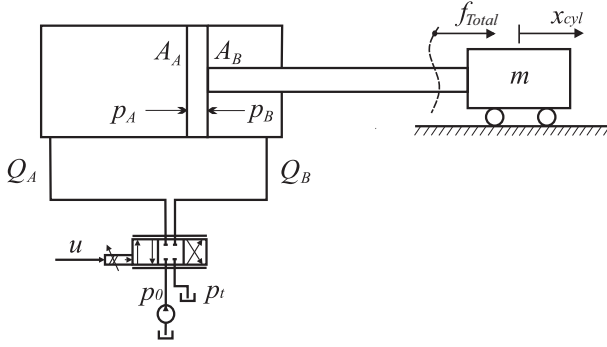 f_Total
x_cyl
A_A
A_B
m
p_A
p_B
Q_A
Q_B
u
p_0
p_t